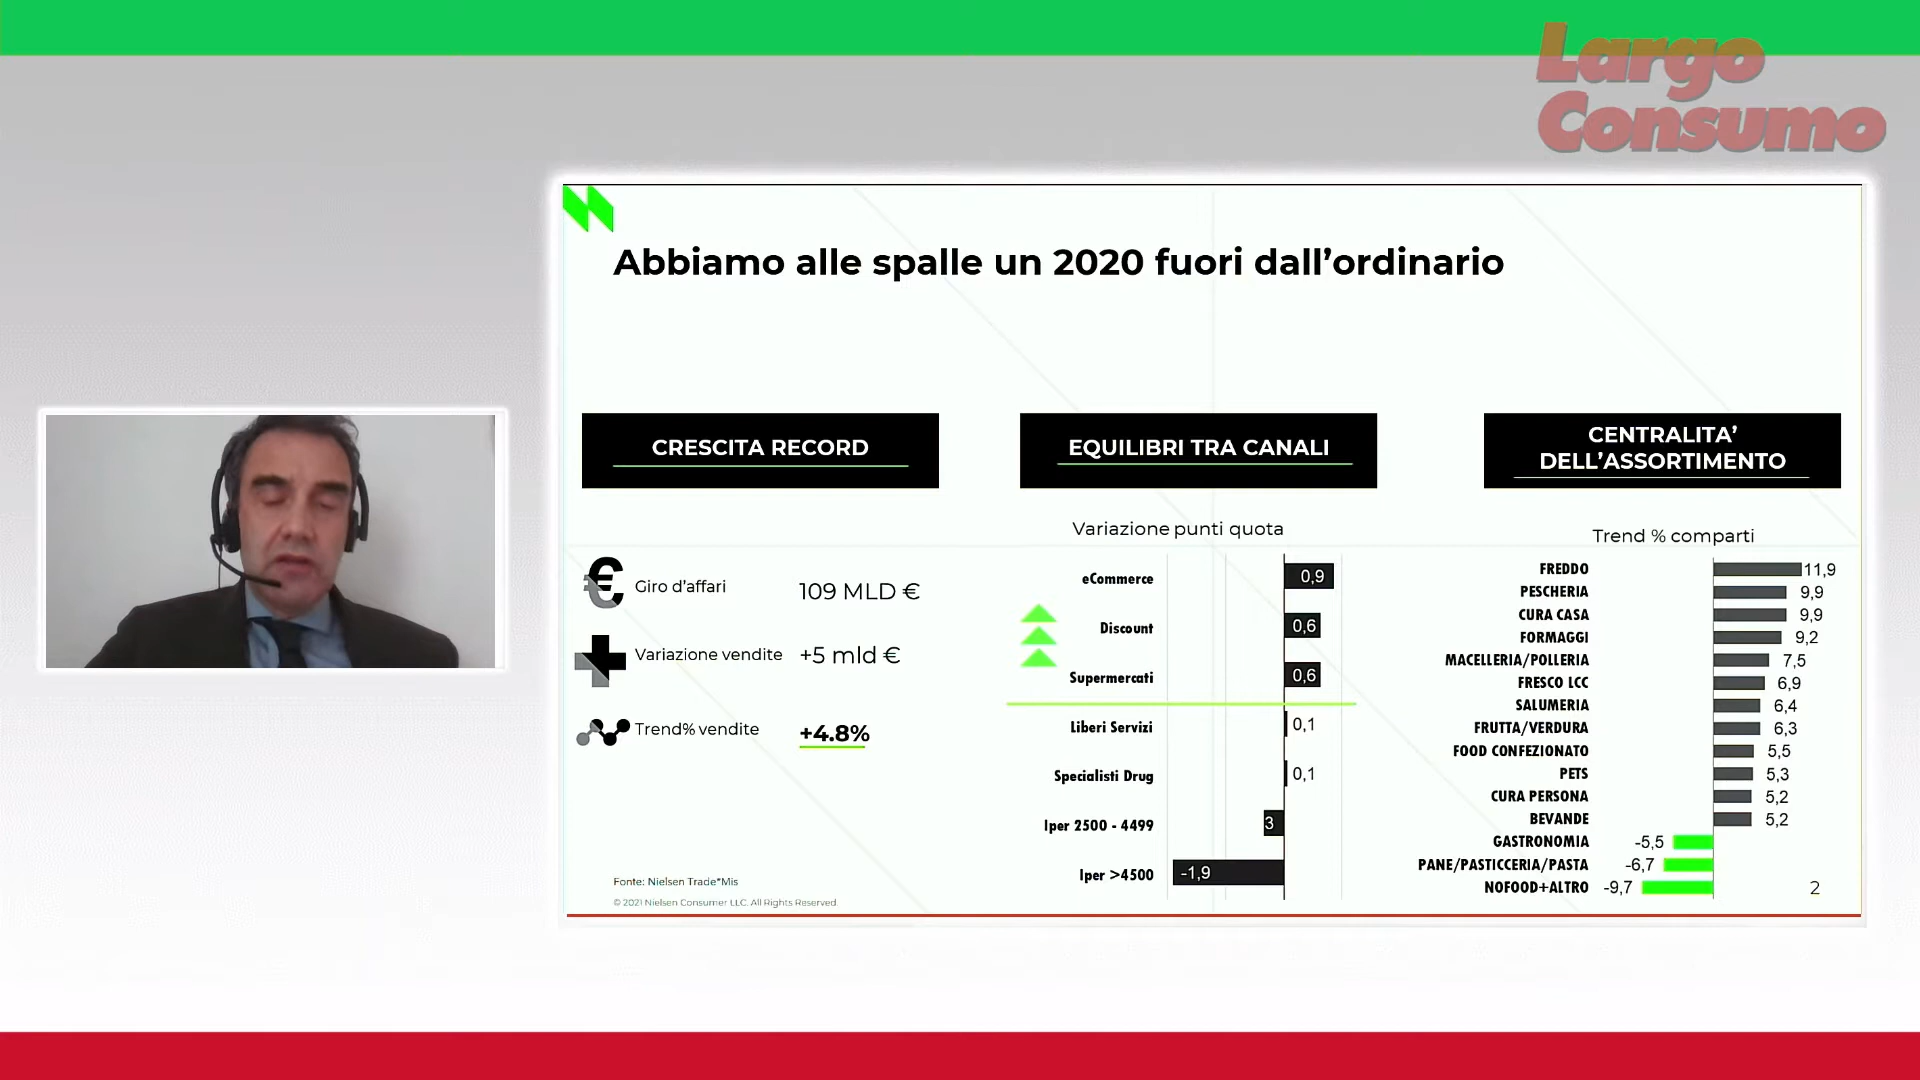 Largo
Consumo
Abbiamo alle spalle un 2020 fuori dall’ordinario
CRESCITA RECORD
Giro d’affari 109 MLD €
Variazione vendite +5 mld €
Trend% vendite +4.8%
Fonte: Nielsen Trade*Mis
© 2021 Nielsen Consumer LLC. All Rights Reserved.
EQUILIBRI TRA CANALI
Variazione punti quota
eCommerce 0,9
Discount 0,6
Supermercati 0,6
Liberi Servizi 0,1
Specialisti Drug 0,1
Iper 2500 - 4499 3
Iper >4500 -1,9
CENTRALITA’
DELL’ASSORTIMENTO
Trend % comparti
FREDDO 11,9
PESCHERIA 9,9
CURA CASA 9,9
FORMAGGI 9,2
MACELLERIA/POLLERIA 7,5
FRESCO LCC 6,9
SALUMERIA 6,4
FRUTTA/VERDURA 6,3
FOOD CONFEZIONATO 5,5
PETS 5,3
CURA PERSONA 5,2
BEVANDE 5,2
GASTRONOMIA -5,5
PANE/PASTICCERIA/PASTA -6,7
NOFOOD+ALTRO -9,7
2